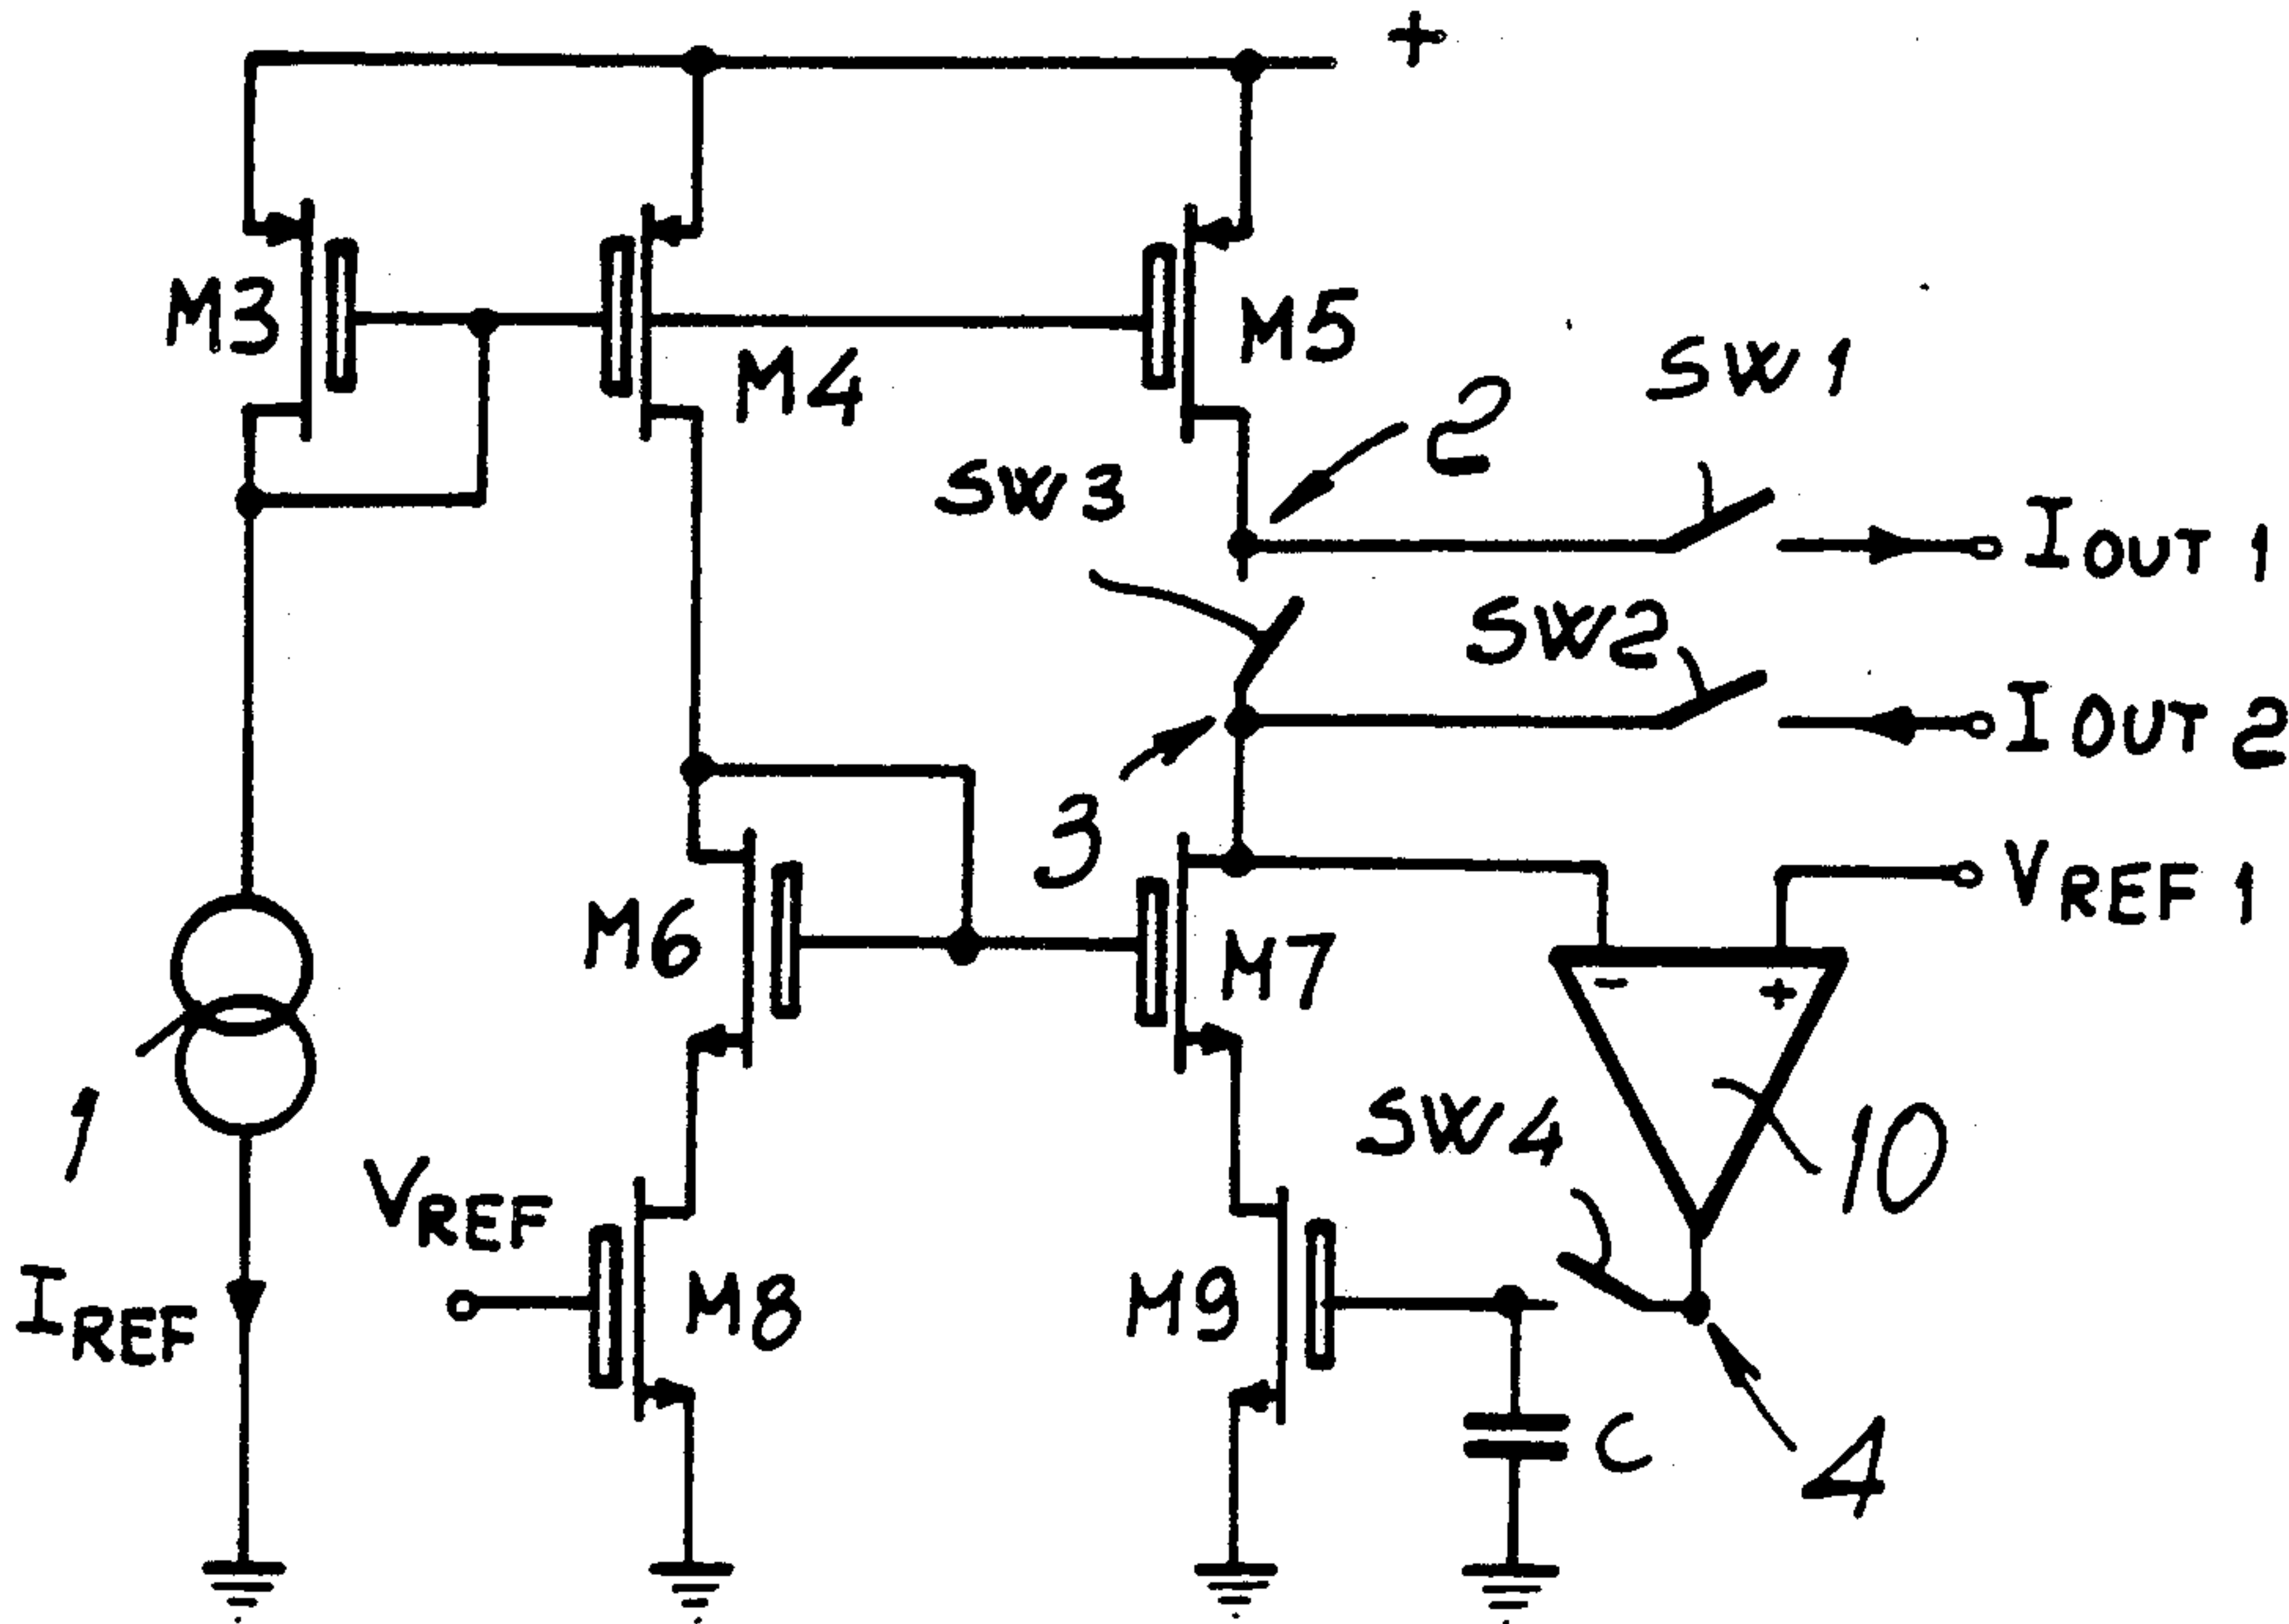 +
M3
M4
M5
SW1
2
SW3
IOUT 1
SW2
IOUT 2
3
VREF 1
M6
M7
-
+
1
SW4
10
VREF
M8
M9
IREF
C
4